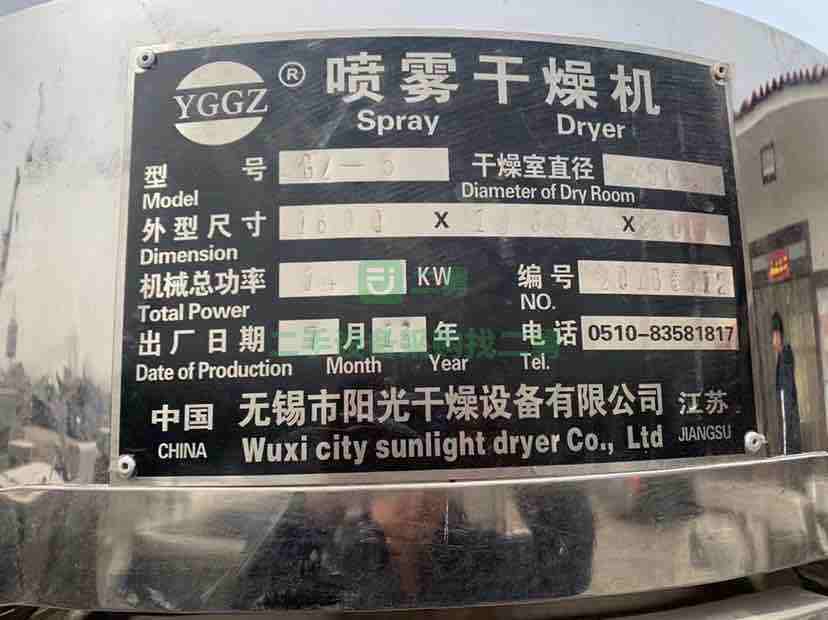 YGGZ ® 喷雾干燥机
Spray Dryer
型号 GZ-5 干燥室直径
Model Diameter of Dry Room
外型尺寸 X X
Dimension
机械总功率 KW 编号
Total Power NO.
出厂日期 月 年 电话 0510-83581817
Date of Production Month Year Tel.
中国 无锡市阳光干燥设备有限公司 江苏
CHINA Wuxi city sunlight dryer Co., Ltd JIANGSU